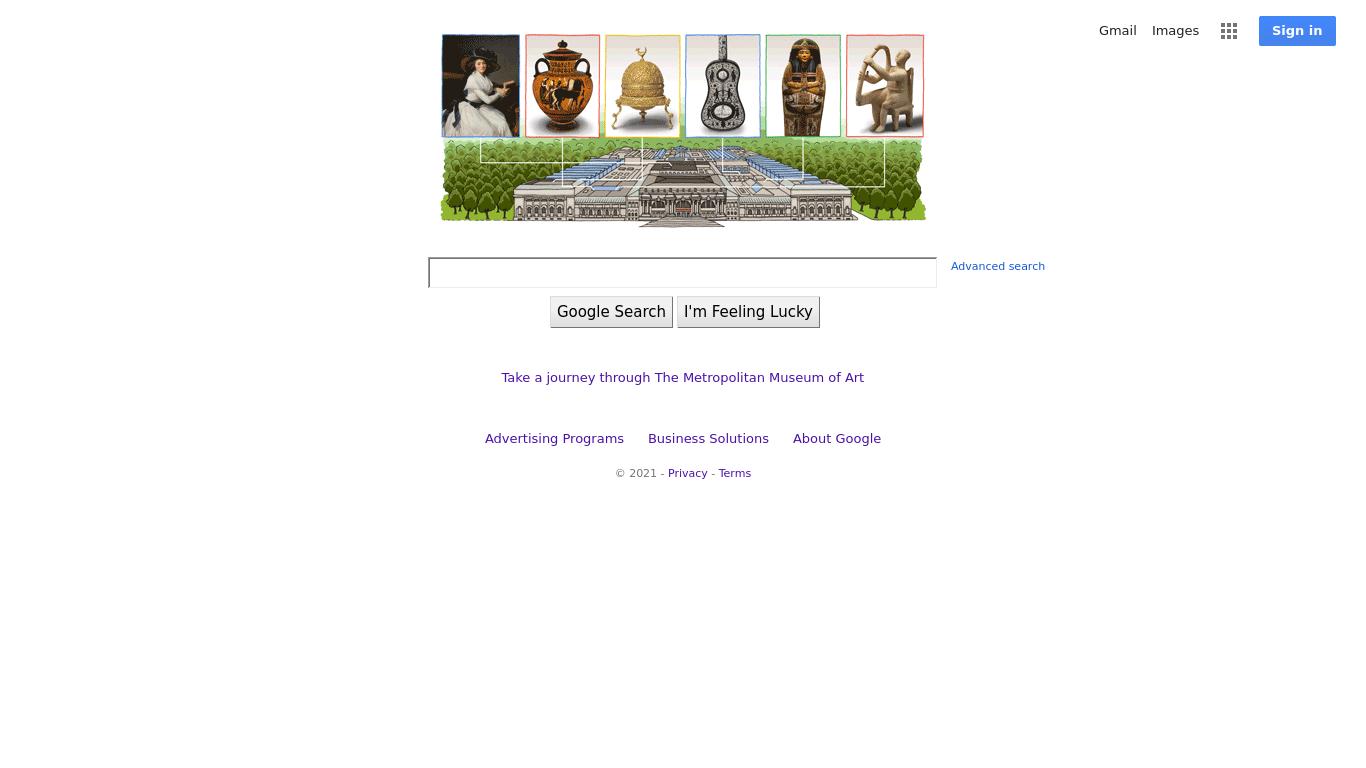 Gmail Images Sign in
Advanced search
Google Search I'm Feeling Lucky
Take a journey through The Metropolitan Museum of Art
Advertising Programs Business Solutions About Google
© 2021 - Privacy - Terms